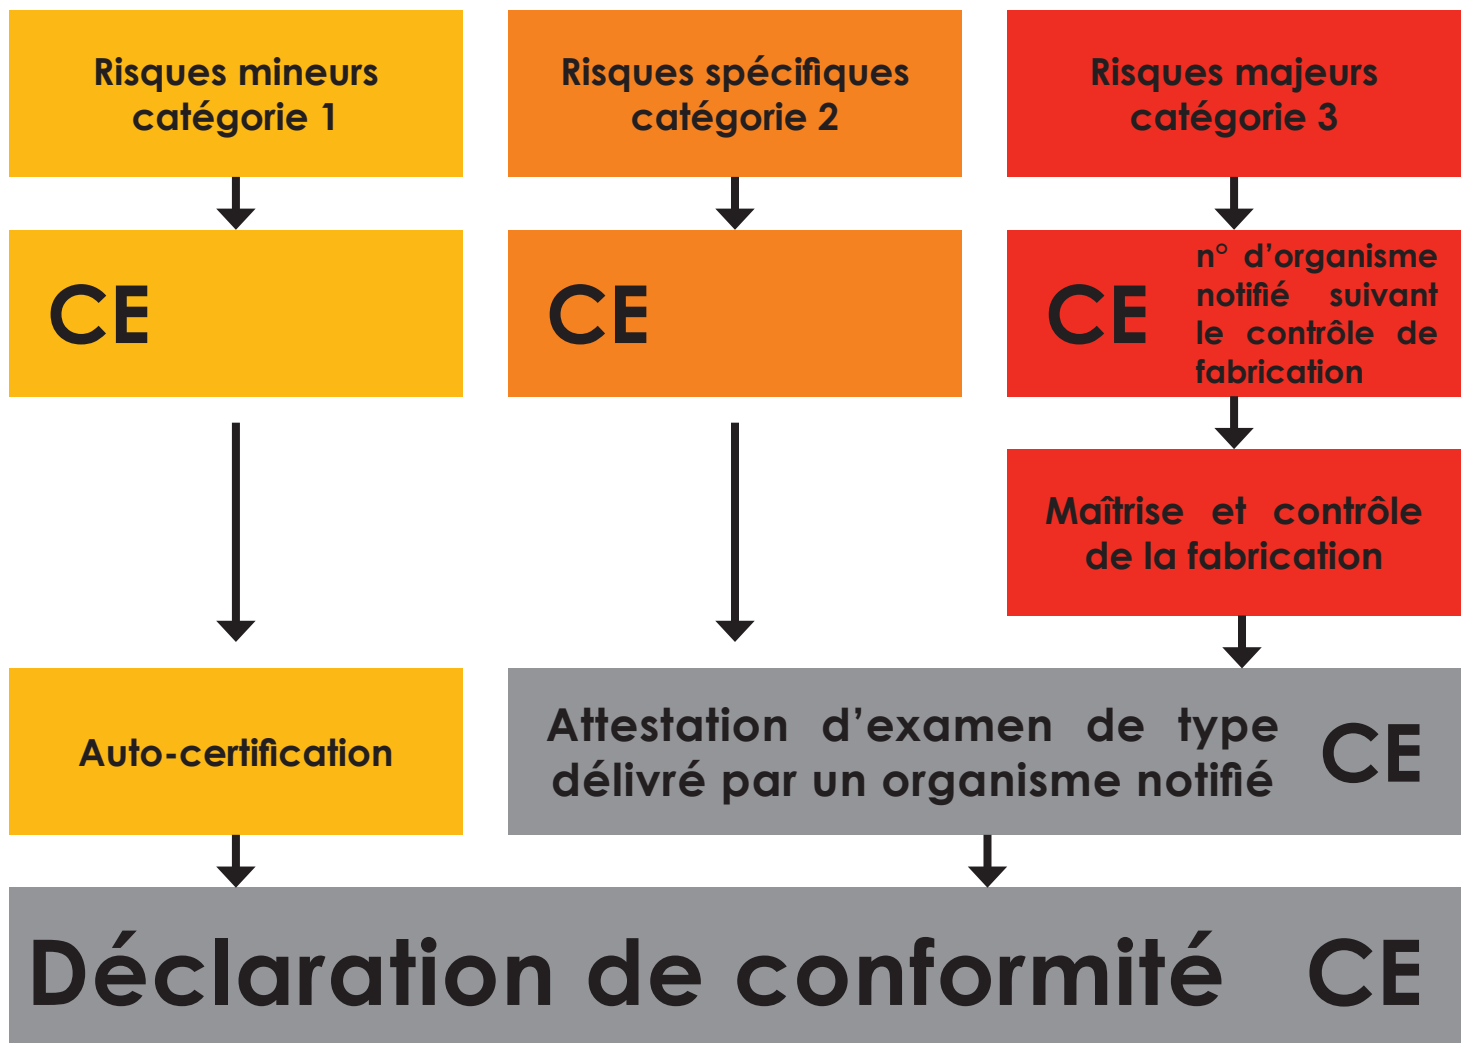 Risques mineurs
catégorie 1
Risques spécifiques
catégorie 2
Risques majeurs
catégorie 3
CE
CE
CE
n° d’organisme
notifié suivant
le contrôle de
fabrication
Maîtrise et contrôle
de la fabrication
Auto-certification
Attestation d’examen de type
délivré par un organisme notifié
CE
Déclaration de conformité CE